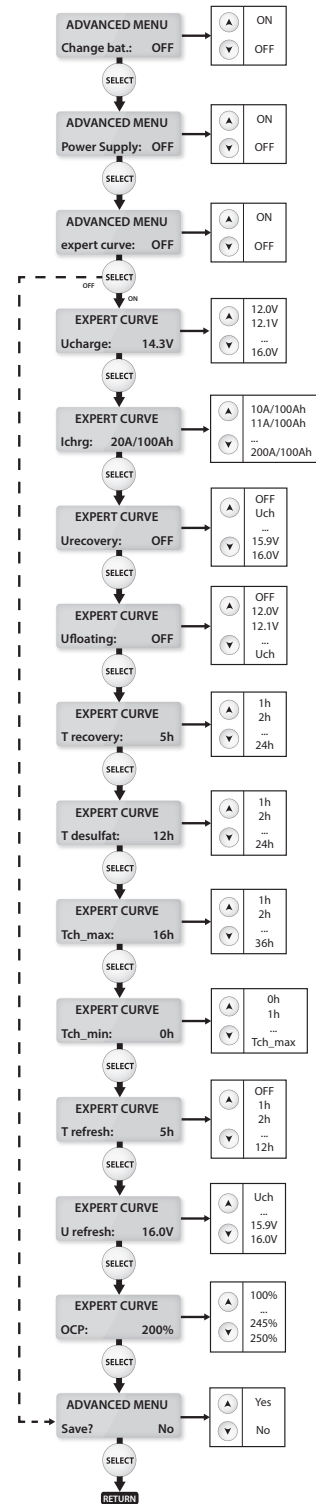 ADVANCED MENU
Change bat.: OFF
ON
OFF
SELECT
ADVANCED MENU
Power Supply: OFF
ON
OFF
SELECT
ADVANCED MENU
expert curve: OFF
ON
OFF
OFF
SELECT
ON
EXPERT CURVE
Ucharge: 14.3V
12.0V
12.1V
...
16.0V
SELECT
EXPERT CURVE
Ichrg: 20A/100Ah
10A/100Ah
11A/100Ah
...
200A/100Ah
SELECT
EXPERT CURVE
Urecovery: OFF
OFF
Uch
...
15.9V
16.0V
SELECT
EXPERT CURVE
Ufloating: OFF
OFF
12.0V
12.1V
...
Uch
SELECT
EXPERT CURVE
T recovery: 5h
1h
2h
...
24h
SELECT
EXPERT CURVE
T desulfat: 12h
1h
2h
...
24h
SELECT
EXPERT CURVE
Tch_max: 16h
1h
2h
...
36h
SELECT
EXPERT CURVE
Tch_min: 0h
0h
1h
...
Tch_max
SELECT
EXPERT CURVE
T refresh: 5h
OFF
1h
2h
...
12h
SELECT
EXPERT CURVE
U refresh: 16.0V
Uch
...
15.9V
16.0V
SELECT
EXPERT CURVE
OCP: 200%
100%
...
245%
250%
SELECT
ADVANCED MENU
Save? No
Yes
No
SELECT
RETURN